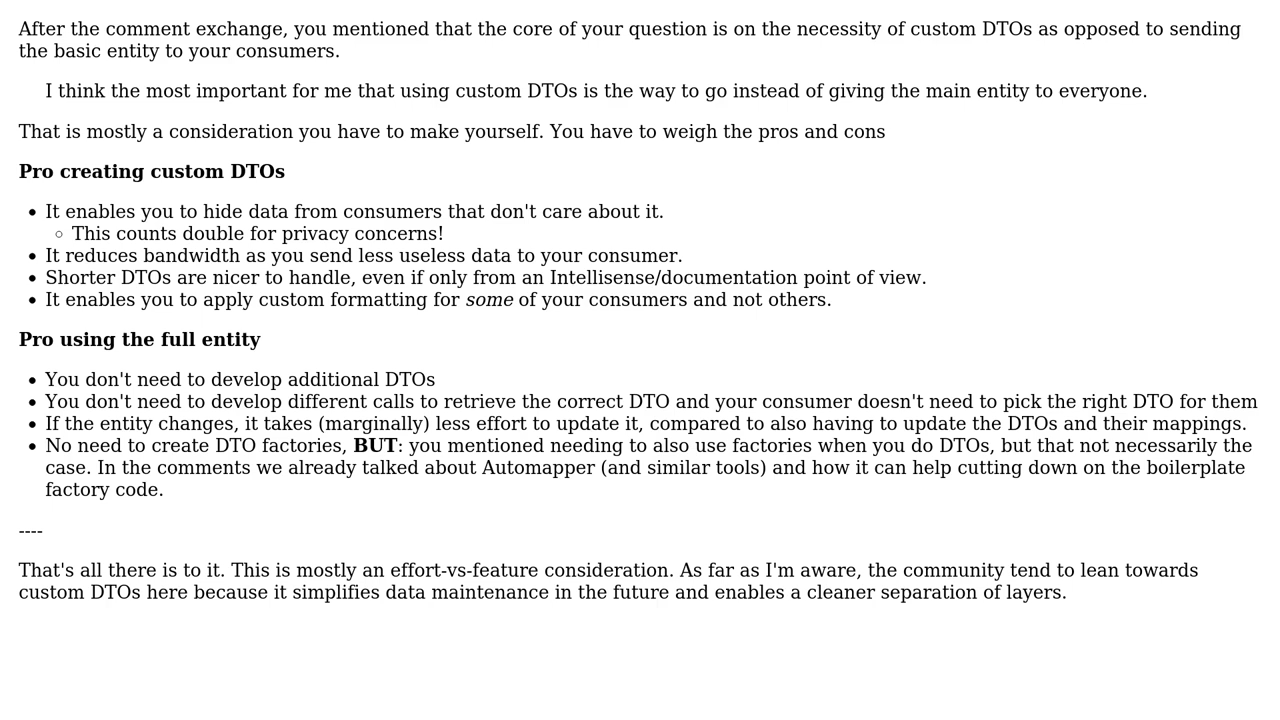 After the comment exchange, you mentioned that the core of your question is on the necessity of custom DTOs as opposed to sending
the basic entity to your consumers.
I think the most important for me that using custom DTOs is the way to go instead of giving the main entity to everyone.
That is mostly a consideration you have to make yourself. You have to weigh the pros and cons
Pro creating custom DTOs
• It enables you to hide data from consumers that don't care about it.
◦ This counts double for privacy concerns!
• It reduces bandwidth as you send less useless data to your consumer.
• Shorter DTOs are nicer to handle, even if only from an Intellisense/documentation point of view.
• It enables you to apply custom formatting for some of your consumers and not others.
Pro using the full entity
• You don't need to develop additional DTOs
• You don't need to develop different calls to retrieve the correct DTO and your consumer doesn't need to pick the right DTO for them
• If the entity changes, it takes (marginally) less effort to update it, compared to also having to update the DTOs and their mappings.
• No need to create DTO factories, BUT: you mentioned needing to also use factories when you do DTOs, but that not necessarily the
case. In the comments we already talked about Automapper (and similar tools) and how it can help cutting down on the boilerplate
factory code.
----
That's all there is to it. This is mostly an effort-vs-feature consideration. As far as I'm aware, the community tend to lean towards
custom DTOs here because it simplifies data maintenance in the future and enables a cleaner separation of layers.